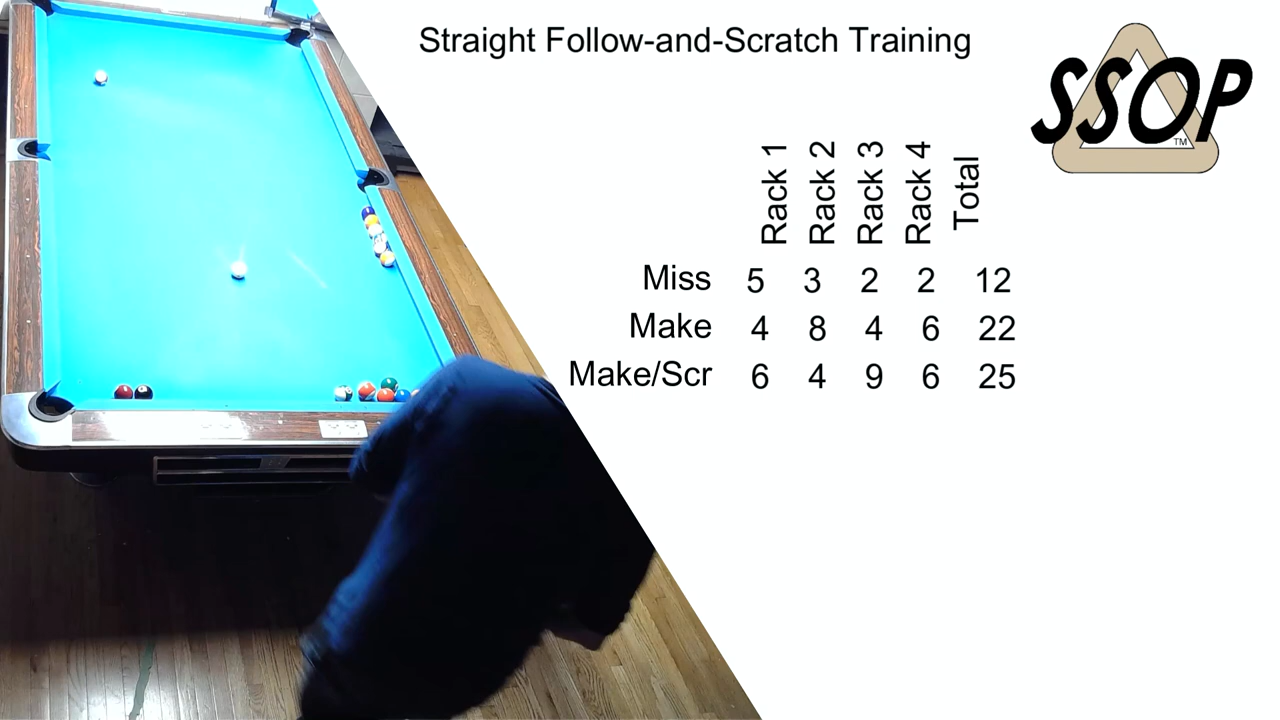 Straight Follow-and-Scratch Training
SSOP
TM
Rack 1 Rack 2 Rack 3 Rack 4 Total
Miss 5 3 2 2 12
Make 4 8 4 6 22
Make/Scr 6 4 9 6 25